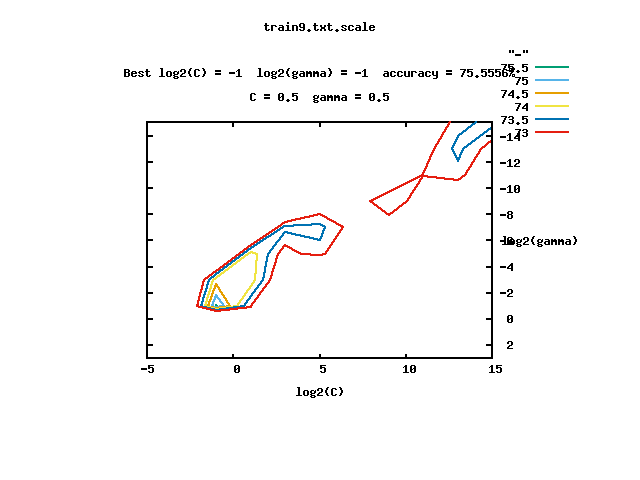 train9.txt.scale
"-"
Best log2(C) = -1  log2(gamma) = -1  accuracy = 75.5556%
C = 0.5  gamma = 0.5
75.5
75
74.5
74
73.5
73
-14
-12
-10
-8
-6
-4
-2
0
2
log2(gamma)
-5 0 5 10 15
log2(C)